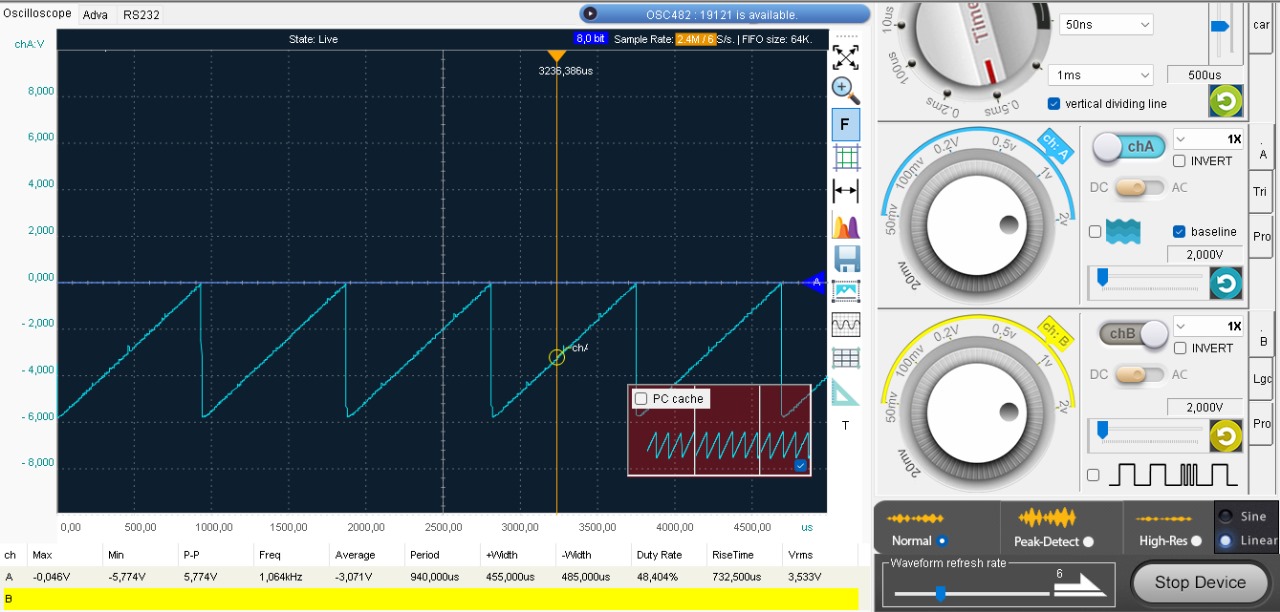 Oscilloscope Adva RS232
OSC482 : 19121 is available.
chA:V
State: Live
8,0 bit Sample Rate: 2.4M / 6 S/s. | FIFO size: 64K.
3236,386us
8,000
6,000
4,000
2,000
0,000
- 2,000
- 4,000
- 6,000
- 8,000
A
chA
PC cache
0,00 500,00 1000,00 1500,00 2000,00 2500,00 3000,00 3500,00 4000,00 4500,00 us
F
T
ch Max Min P-P Freq Average Period +Width -Width Duty Rate RiseTime Vrms
A -0,046V -5,774V 5,774V 1,064kHz -3,071V 940,000us 455,000us 485,000us 48,404% 732,500us 3,533V
B
10us
100us
0.2ms
0.5ms
Time
50ns
1ms
500us
vertical dividing line
car
ch: A
20mv
50mv
100mv
0.2V
0.5v
1v
2v
chA
1X
INVERT
DC AC
baseline
2,000V
. A
Tri
Pro
ch: B
20mv
50mv
100mv
0.2V
0.5v
1v
2v
chB
1X
INVERT
DC AC
2,000V
. B
Lgc
Pro
Normal
Peak-Detect
High-Res
Sine
Linear
Waveform refresh rate
6
Stop Device